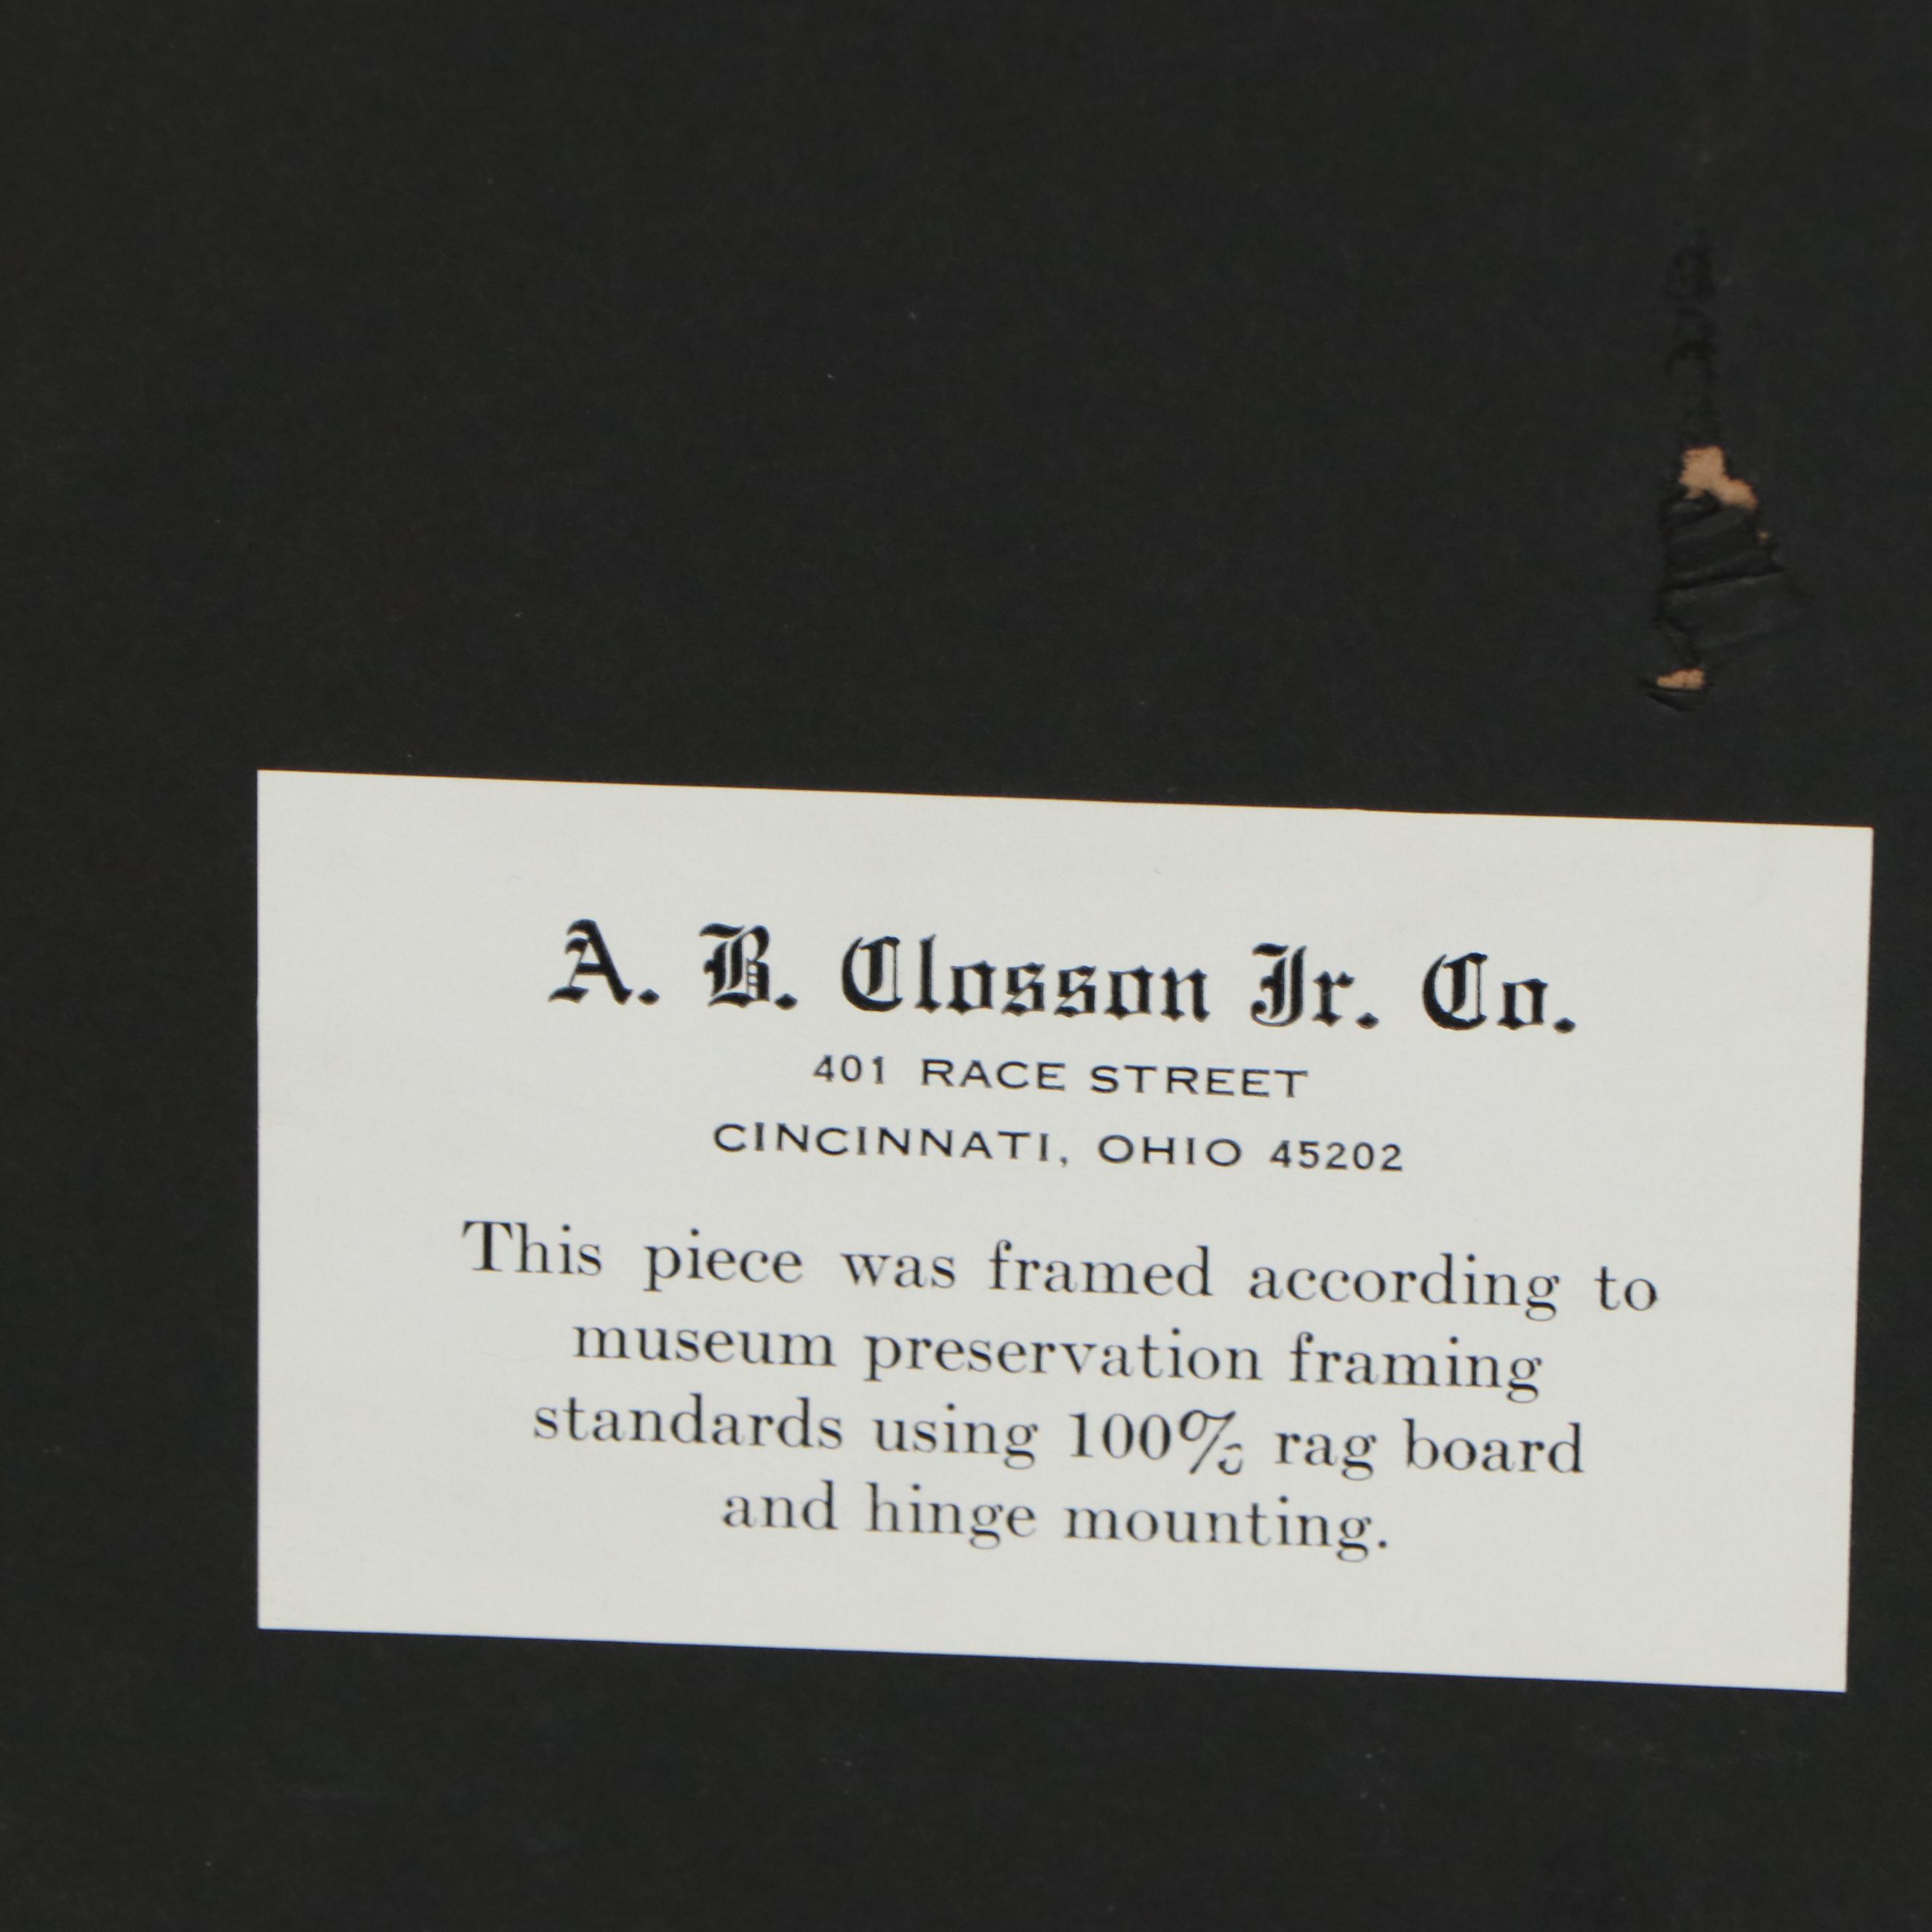 A. B. Closson Jr. Co.
401 RACE STREET
CINCINNATI, OHIO 45202
This piece was framed according to
museum preservation framing
standards using 100% rag board
and hinge mounting.